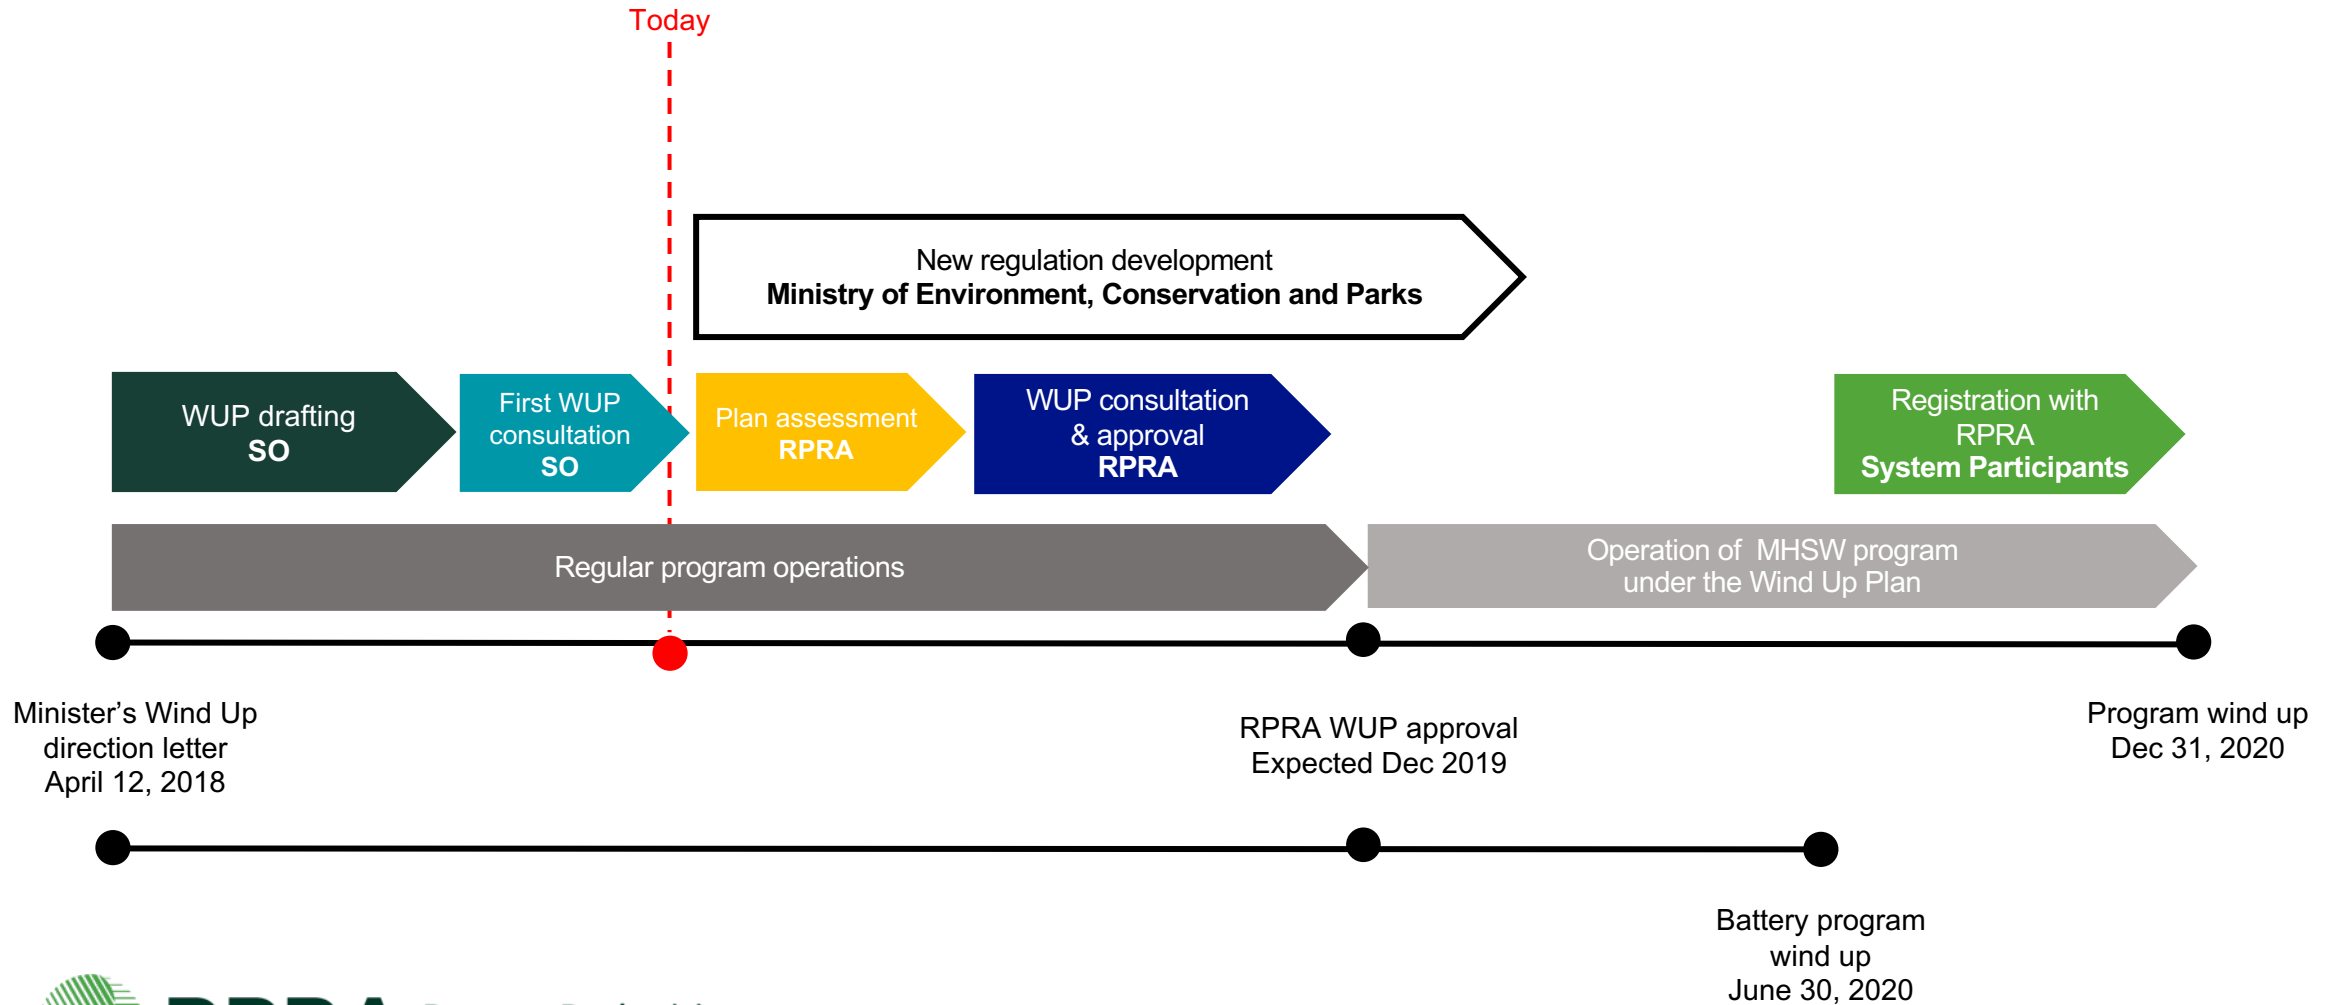 Today
New regulation development
Ministry of Environment, Conservation and Parks
WUP drafting
SO
First WUP
consultation
SO
Plan assessment
RPRA
WUP consultation
& approval
RPRA
Registration with
RPRA
System Participants
Regular program operations
Operation of MHSW program
under the Wind Up Plan
Minister's Wind Up
direction letter
April 12, 2018
RPRA WUP approval
Expected Dec 2019
Program wind up
Dec 31, 2020
Battery program
wind up
June 30, 2020
RPRA